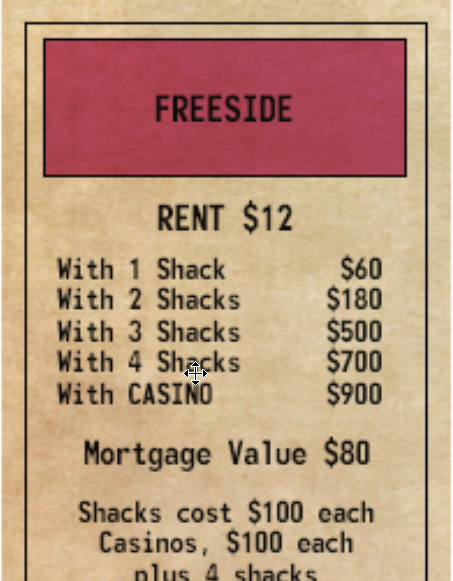 FREESIDE
RENT $12
With 1 Shack $60
With 2 Shacks $180
With 3 Shacks $500
With 4 Shacks $700
With CASINO $900
Mortgage Value $80
Shacks cost $100 each
Casinos, $100 each
plus 4 shacks